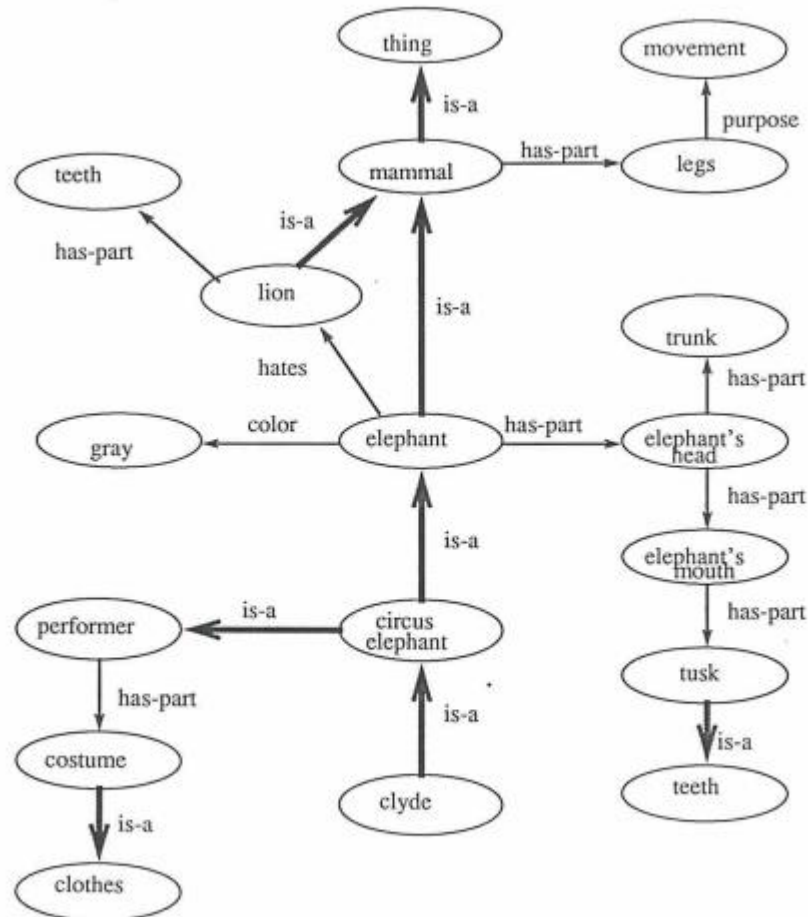 thing
movement
is-a
purpose
mammal
has-part
legs
teeth
is-a
has-part
lion
is-a
trunk
hates
has-part
color
elephant
has-part
elephant's
head
gray
has-part
is-a
elephant's
mouth
performer
is-a
circus
elephant
has-part
tusk
has-part
is-a
is-a
costume
clyde
teeth
is-a
clothes